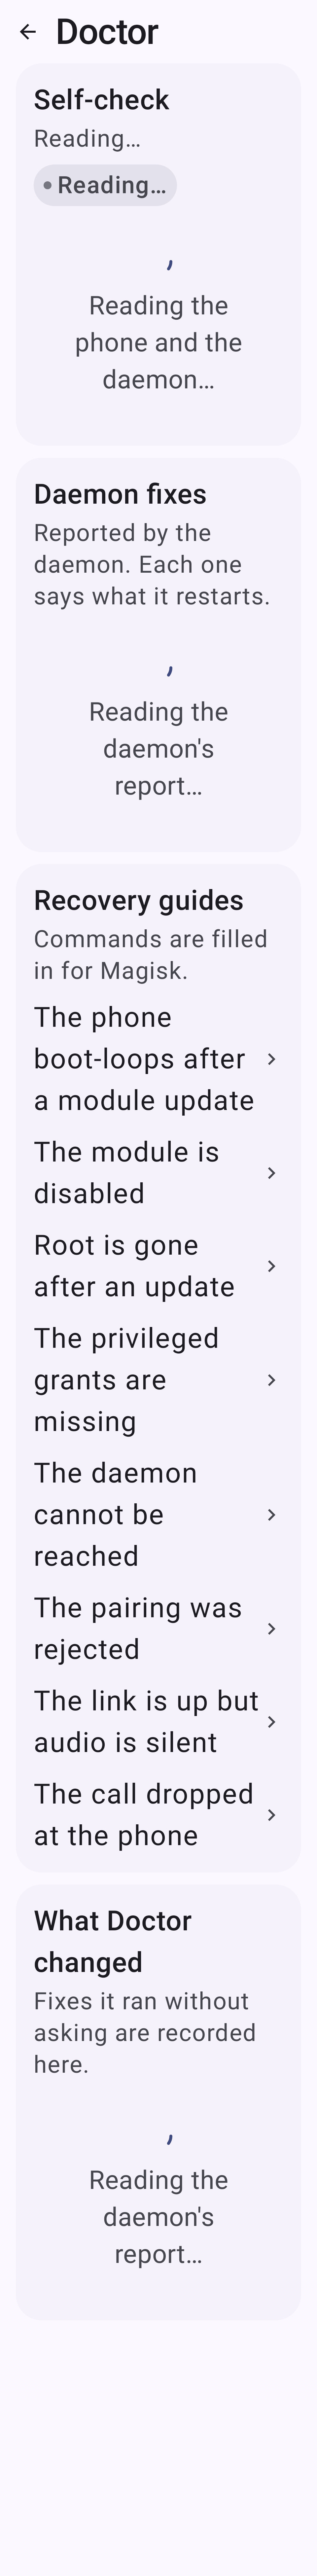 Doctor
Self-check
Reading…
Reading…
Reading the
phone and the
daemon…
Daemon fixes
Reported by the
daemon. Each one
says what it restarts.
Reading the
daemon's
report…
Recovery guides
Commands are filled
in for Magisk.
The phone
boot-loops after
a module update
The module is
disabled
Root is gone
after an update
The privileged
grants are
missing
The daemon
cannot be
reached
The pairing was
rejected
The link is up but
audio is silent
The call dropped
at the phone
What Doctor
changed
Fixes it ran without
asking are recorded
here.
Reading the
daemon's
report…